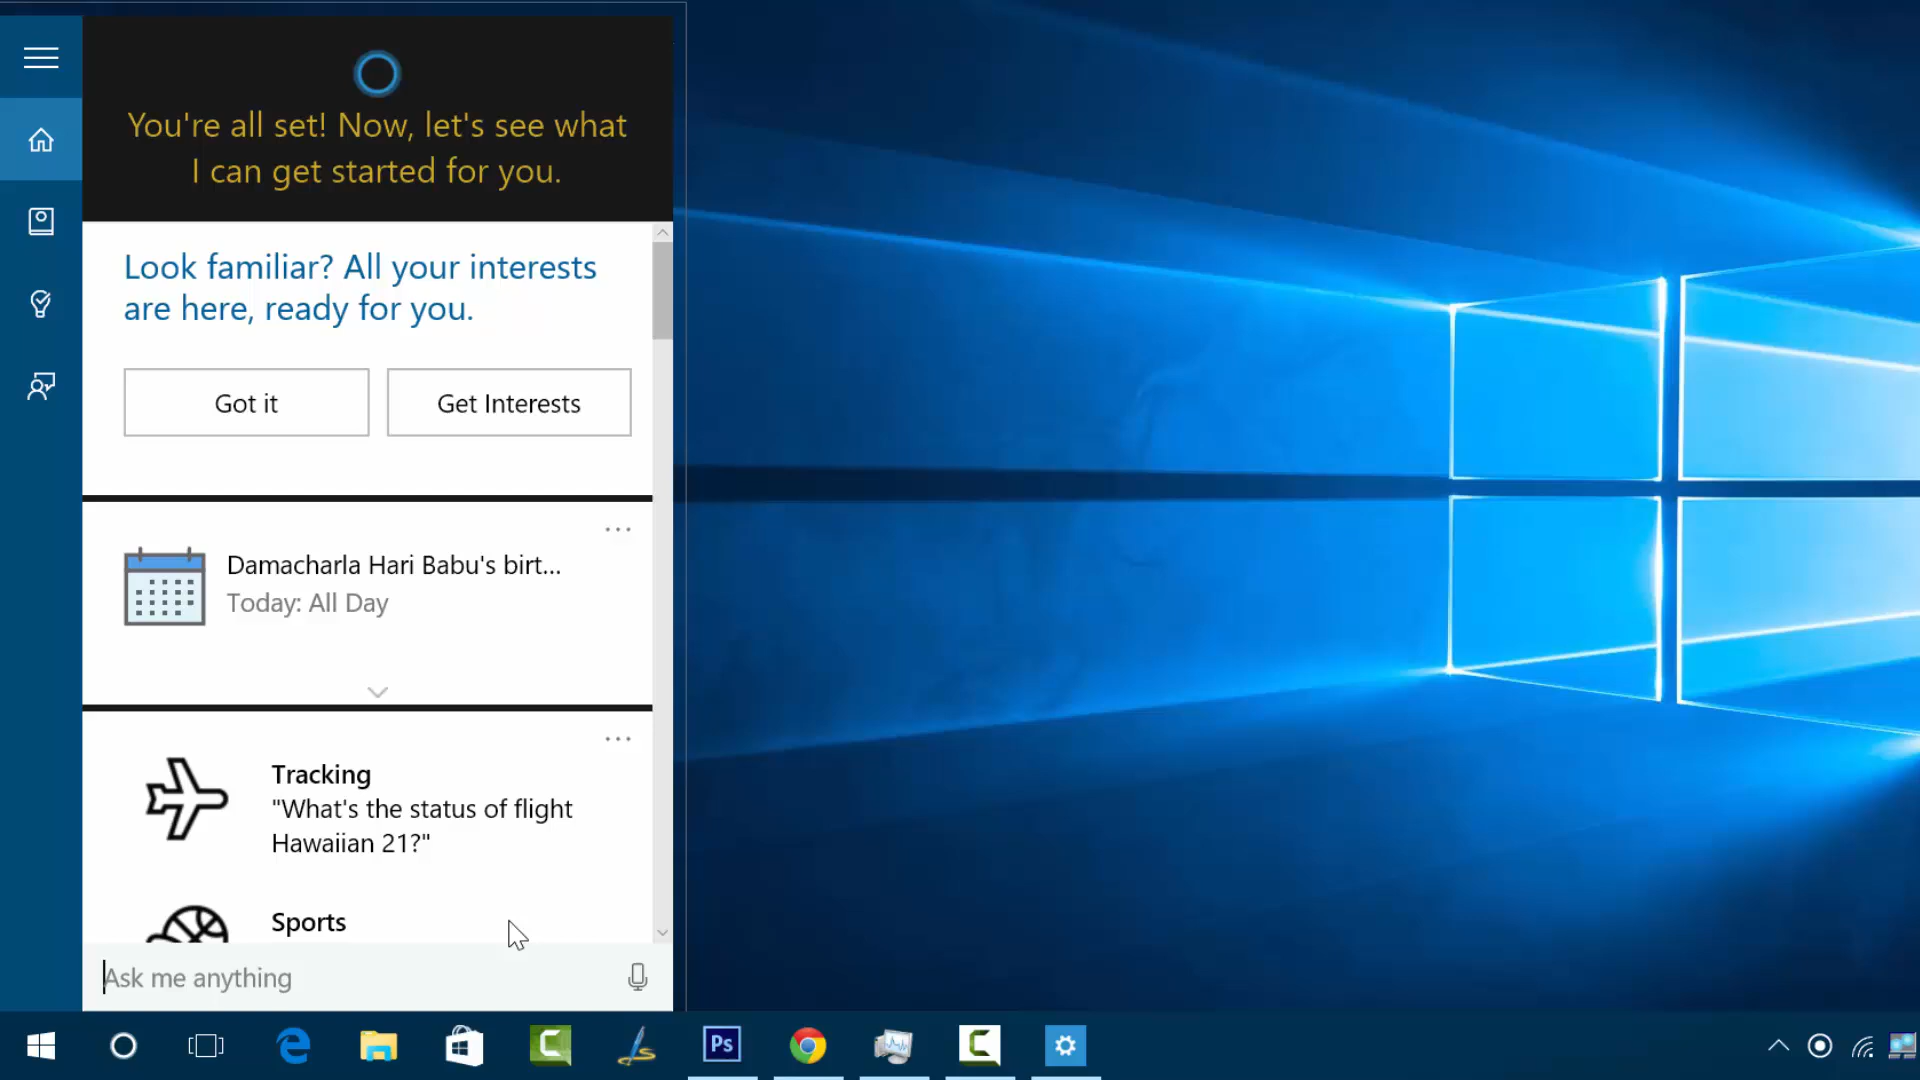 You're all set! Now, let's see what
I can get started for you.
Look familiar? All your interests
are here, ready for you.
Got it
Get Interests
Damacharla Hari Babu's birt...
Today: All Day
Tracking
"What's the status of flight
Hawaiian 21?"
Sports
Ask me anything
Ps